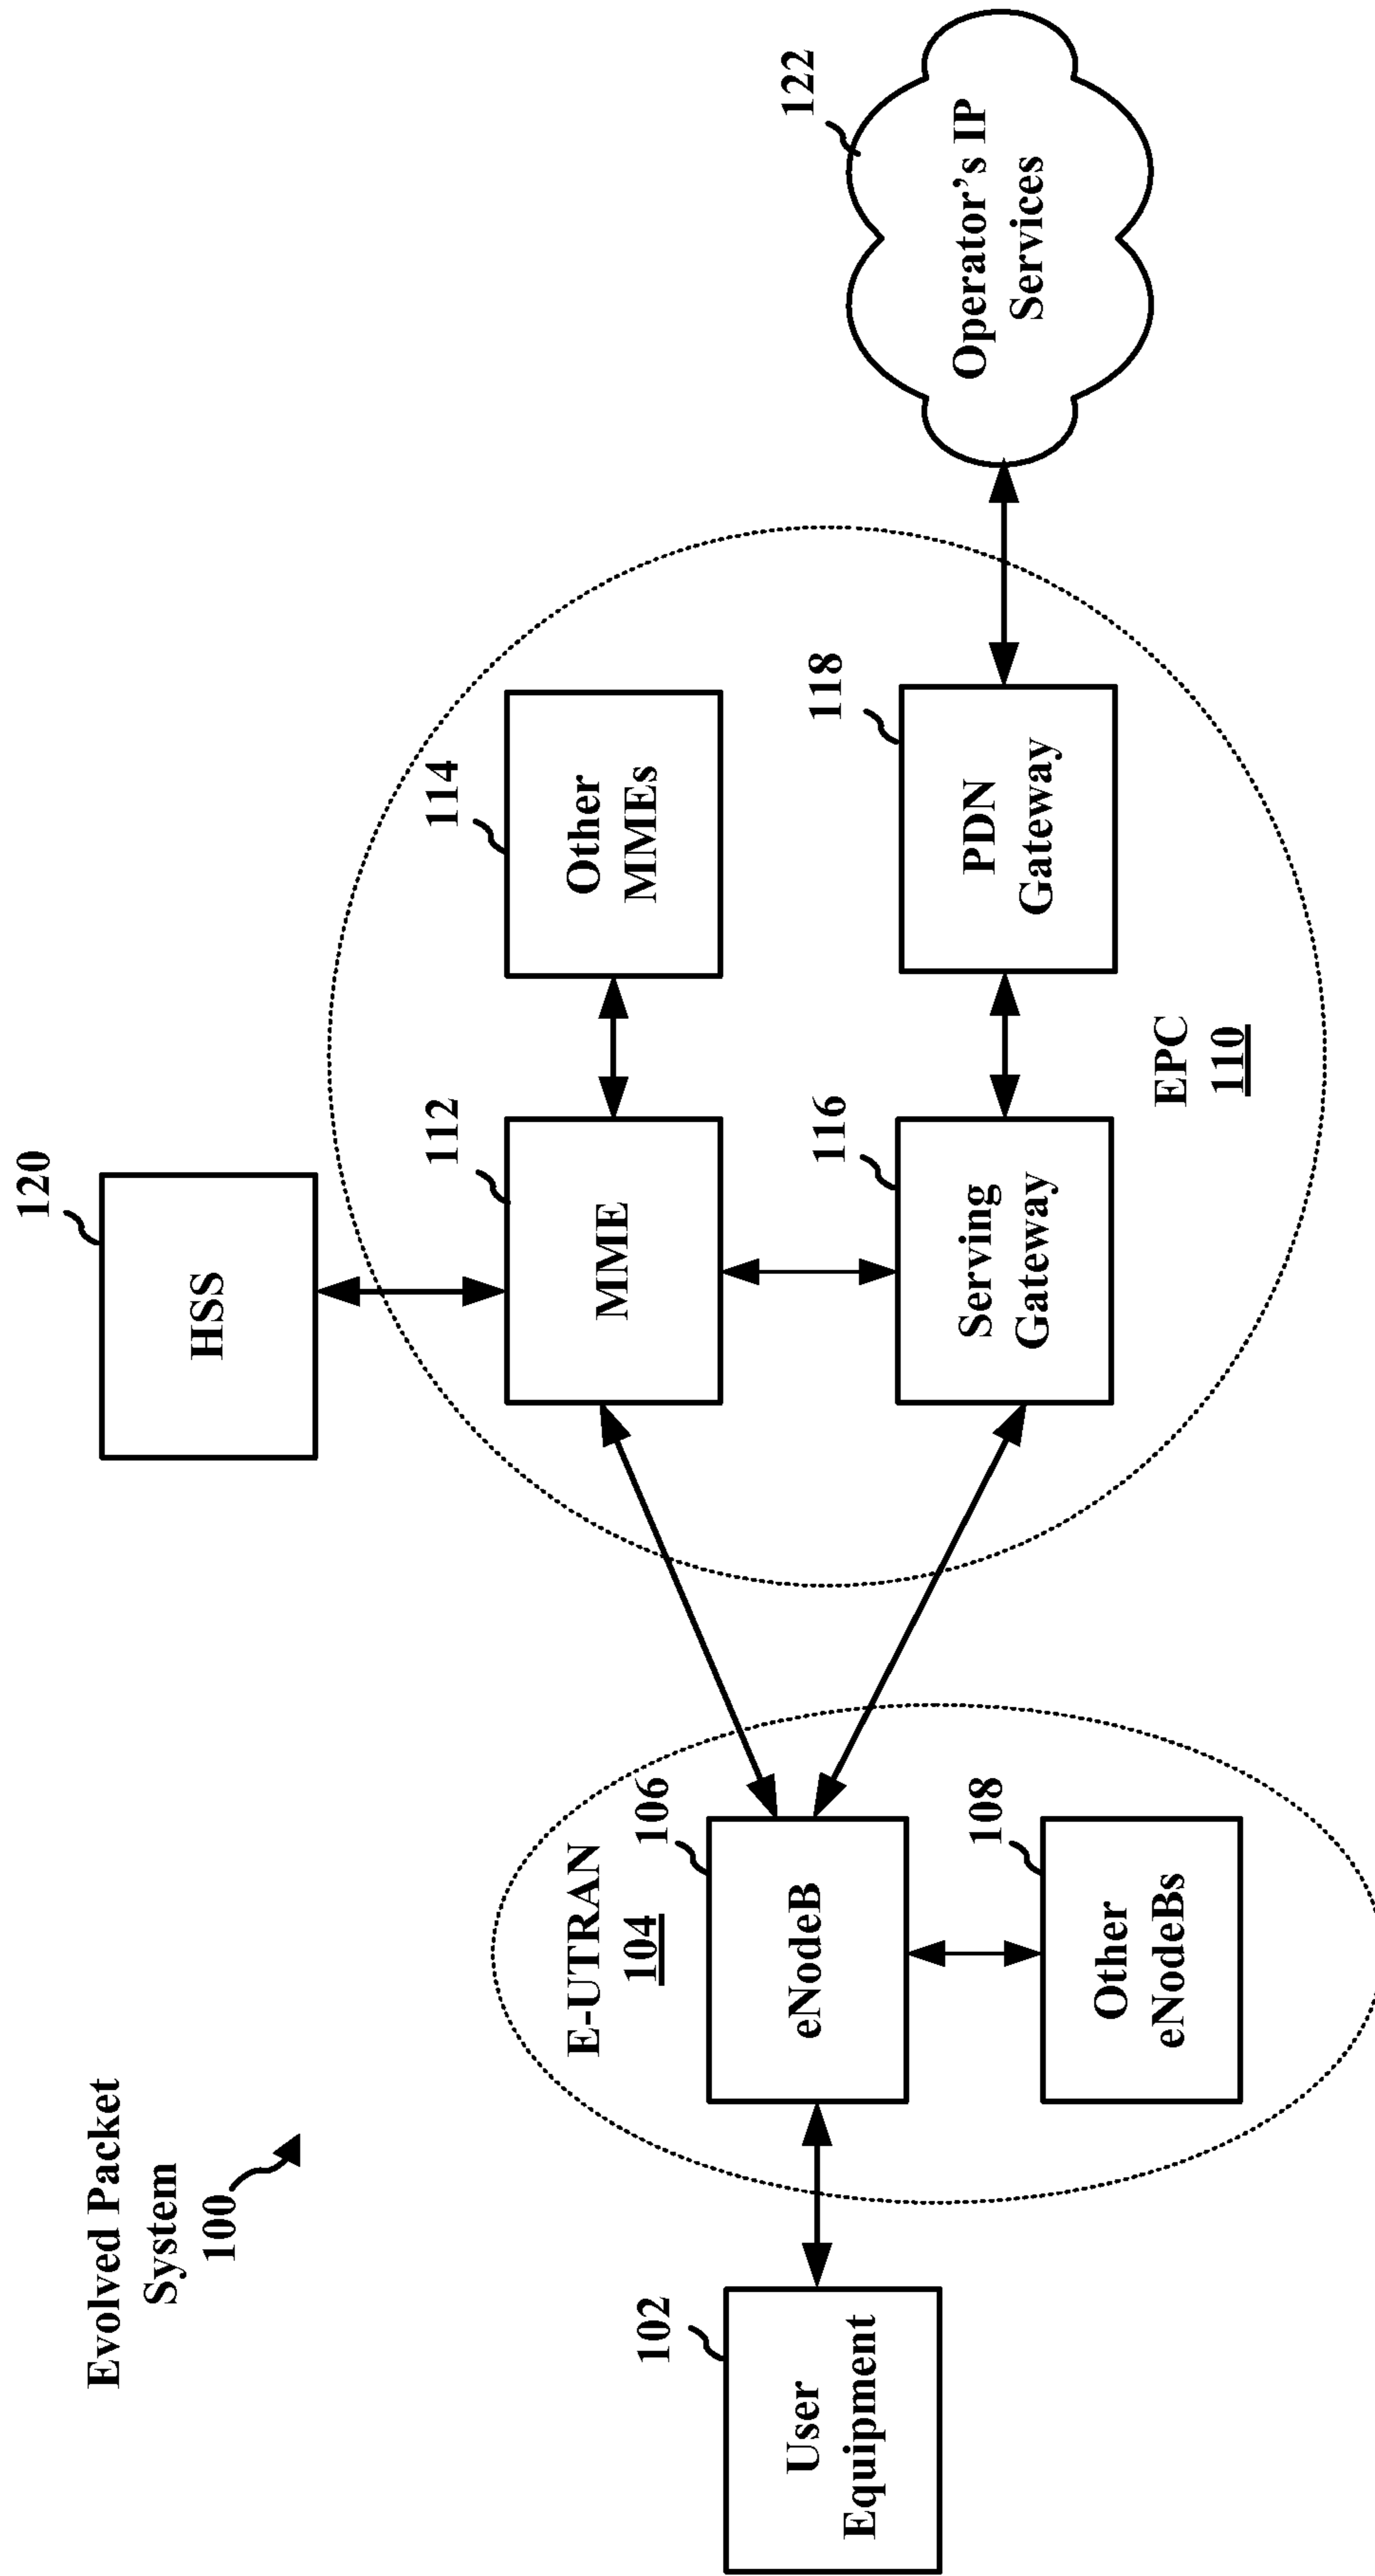 Evolved Packet
System
100
120
HSS
102
User
Equipment
E-UTRAN
104
106
eNodeB
108
Other
eNodeBs
112
MME
114
Other
MMEs
116
Serving
Gateway
118
PDN
Gateway
EPC
110
122
Operator’s IP
Services